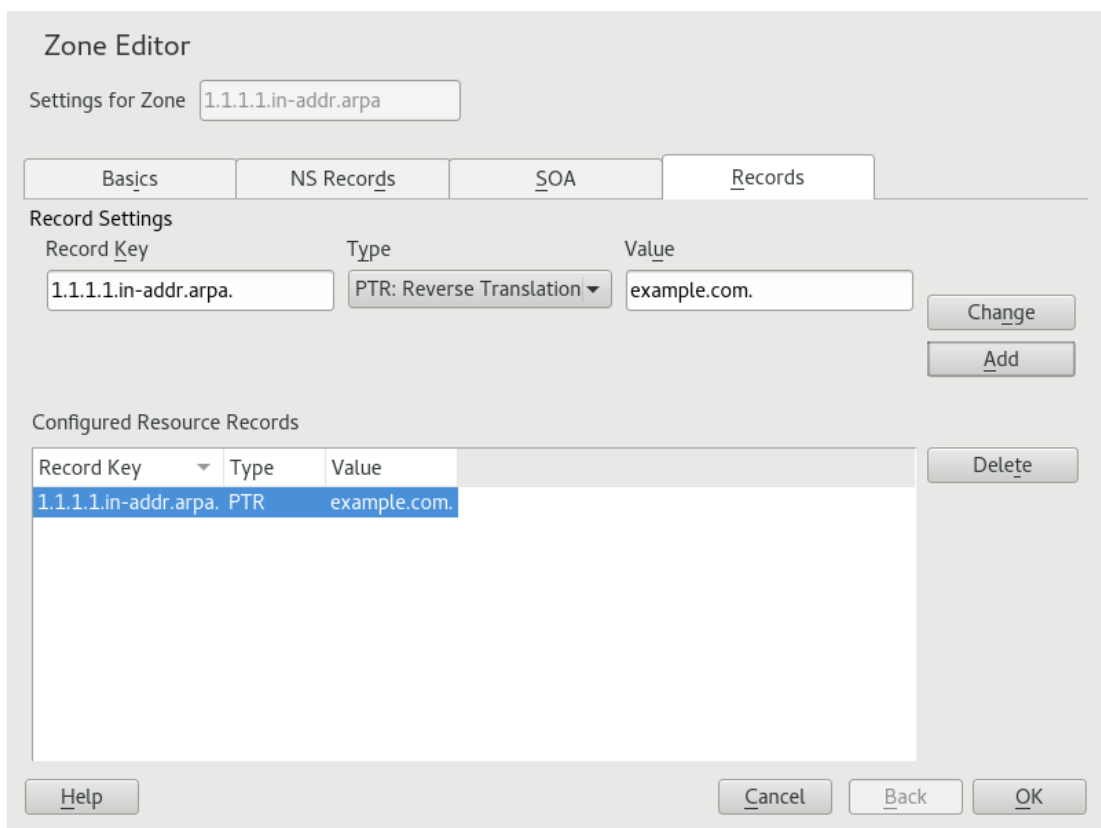 Zone Editor
Settings for Zone 1.1.1.1.in-addr.arpa
Basics NS Records SOA Records
Record Settings
Record Key Type Value
1.1.1.1.in-addr.arpa. PTR: Reverse Translation example.com.
Change
Add
Configured Resource Records
Record Key Type Value Delete
1.1.1.1.in-addr.arpa. PTR example.com.
Help Cancel Back OK